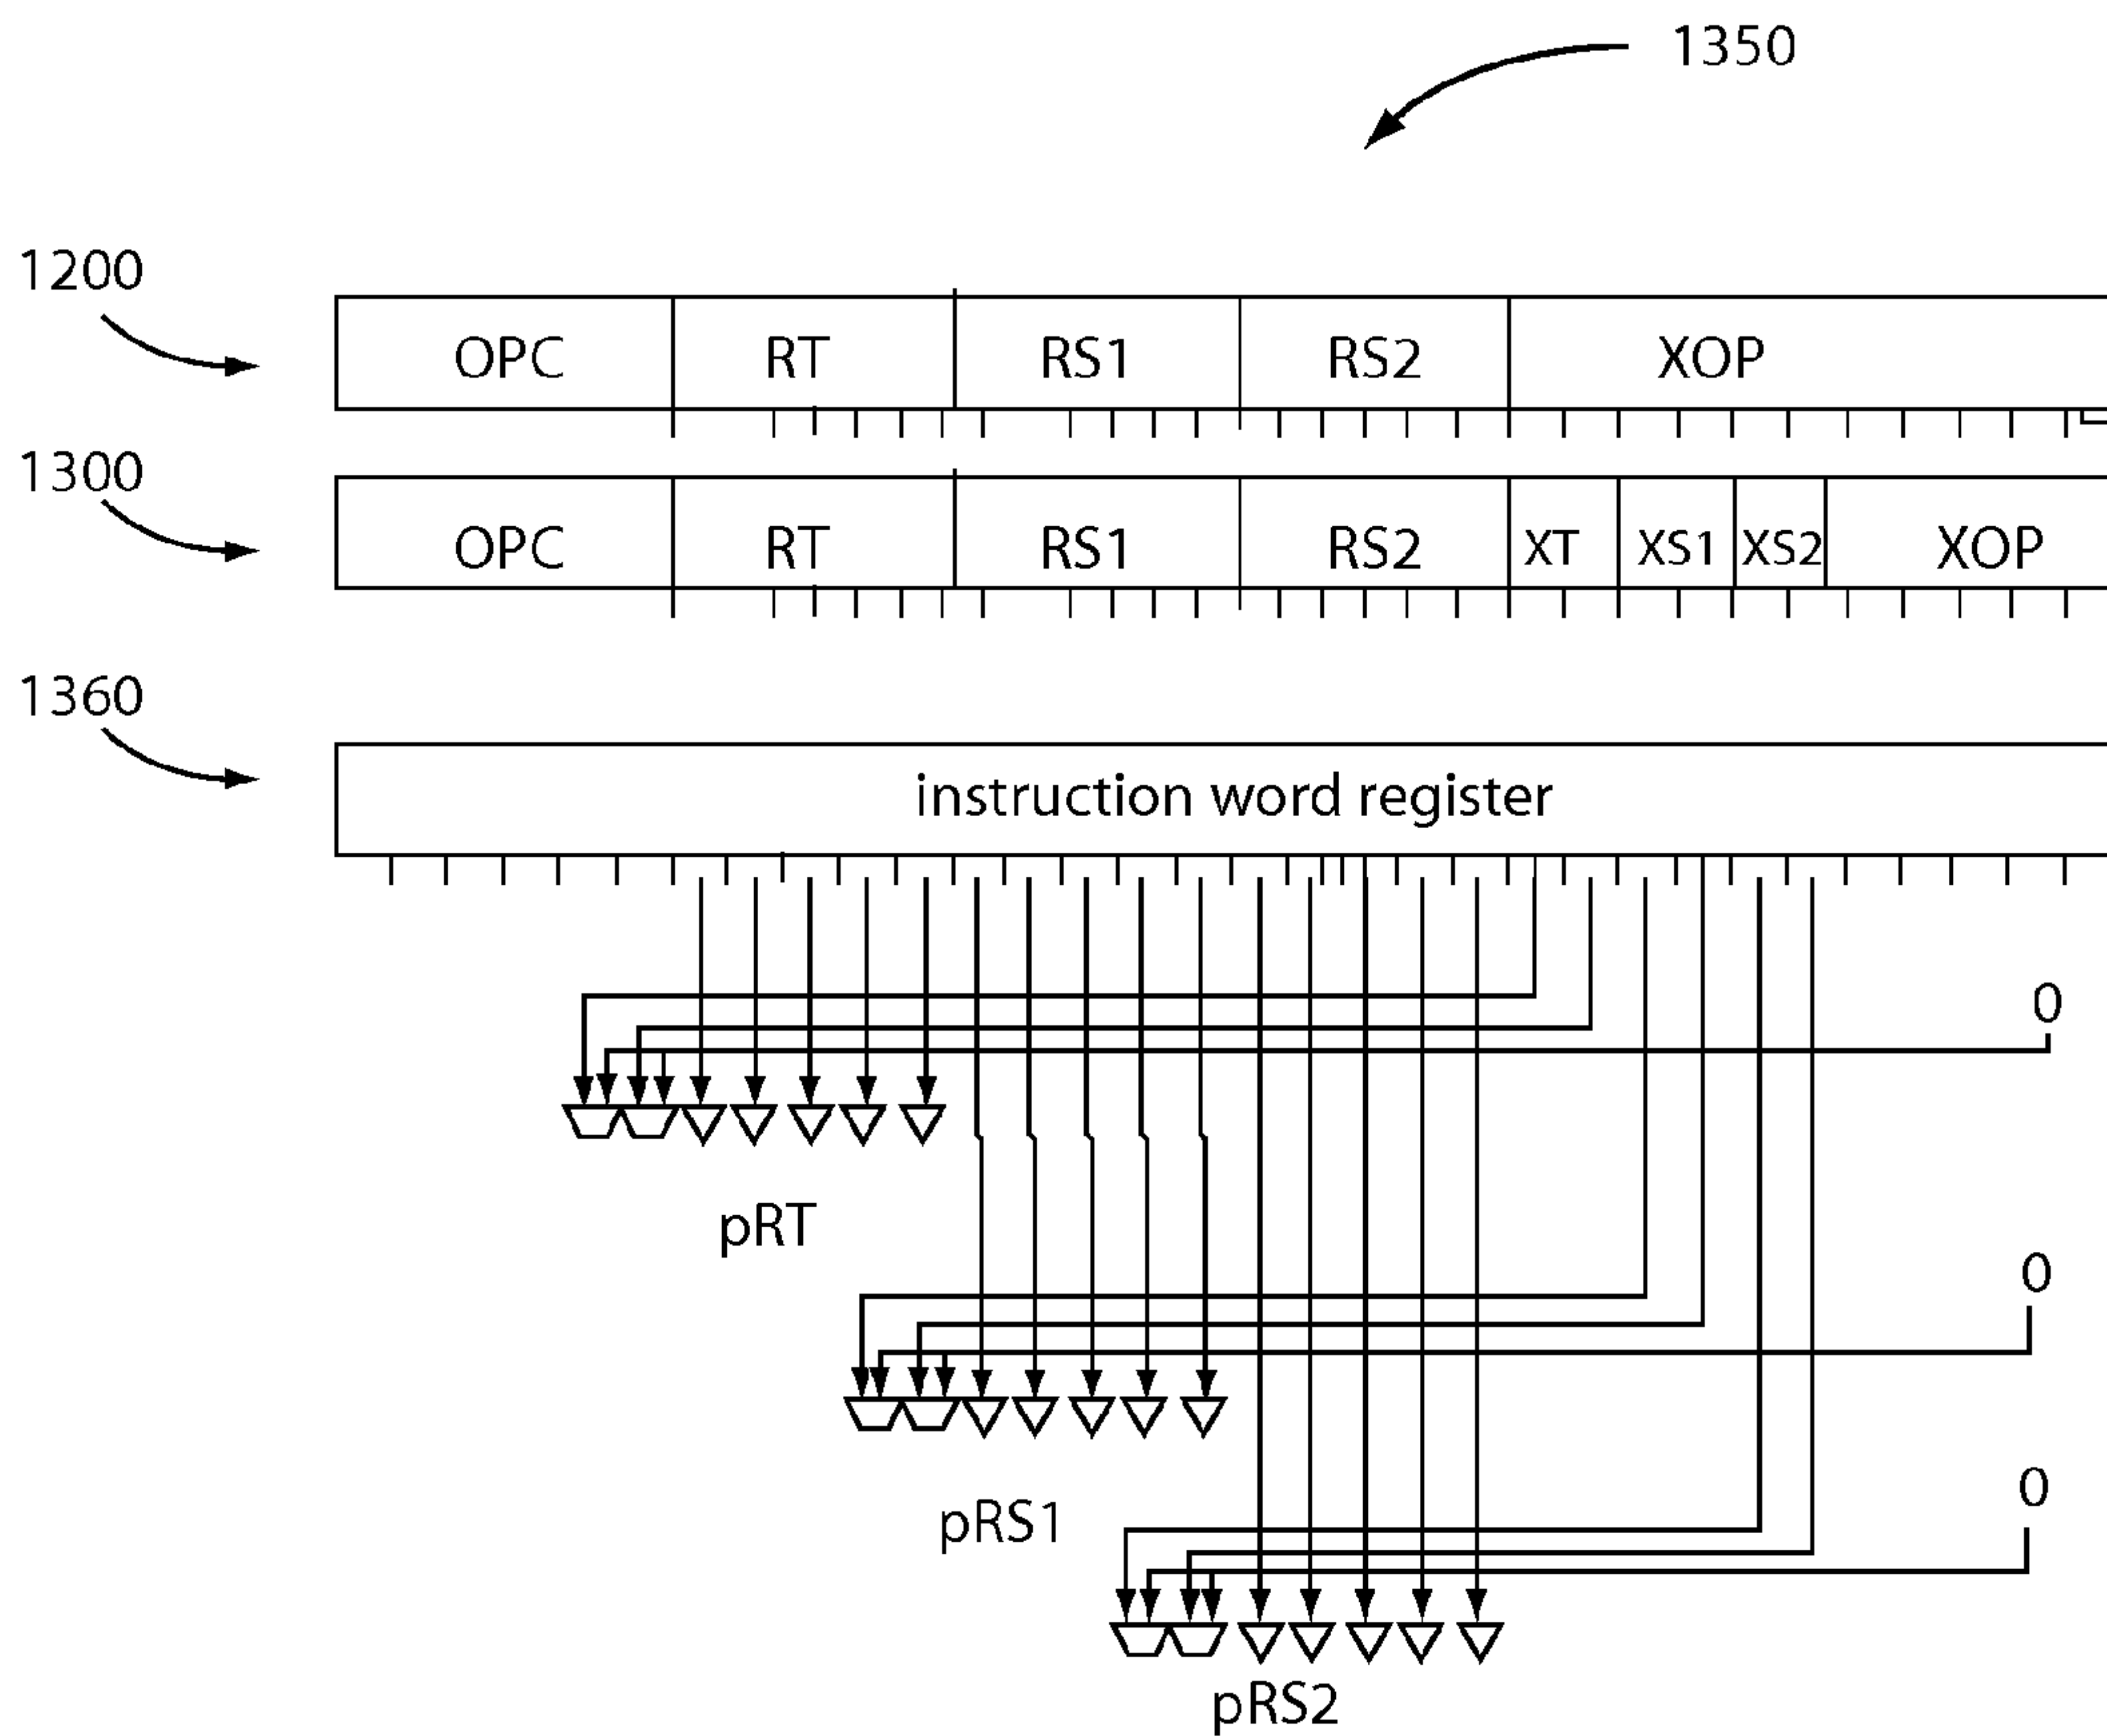 1350
1200
OPC RT RS1 RS2 XOP
1300
OPC RT RS1 RS2 XT XS1 XS2 XOP
1360
instruction word register
0
pRT
0
pRS1
0
pRS2